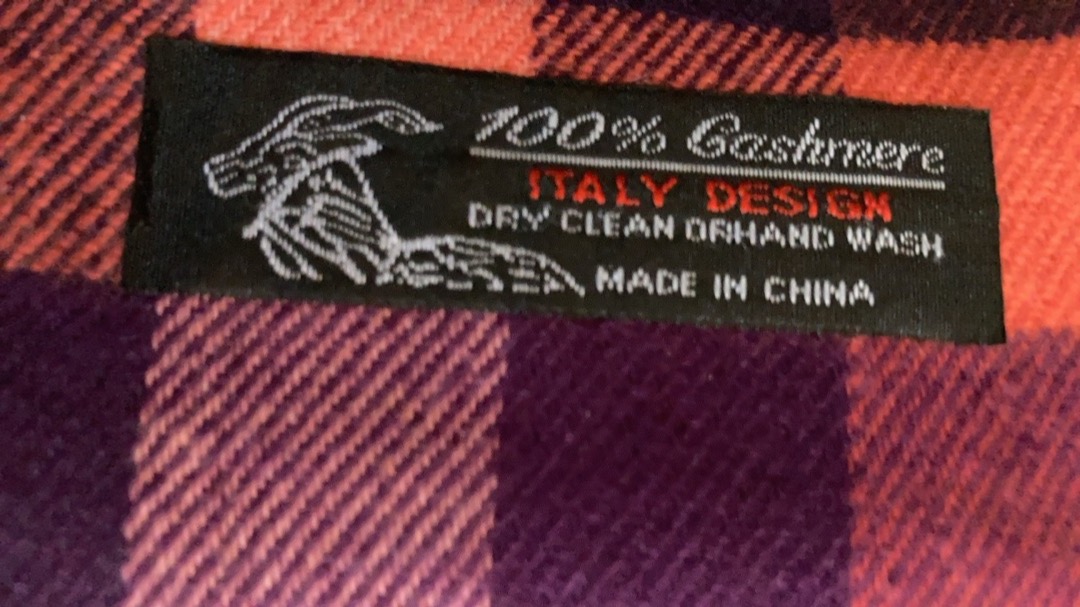 100% Cashmere
ITALY DESIGN
DRY CLEAN ORHAND WASH
MADE IN CHINA